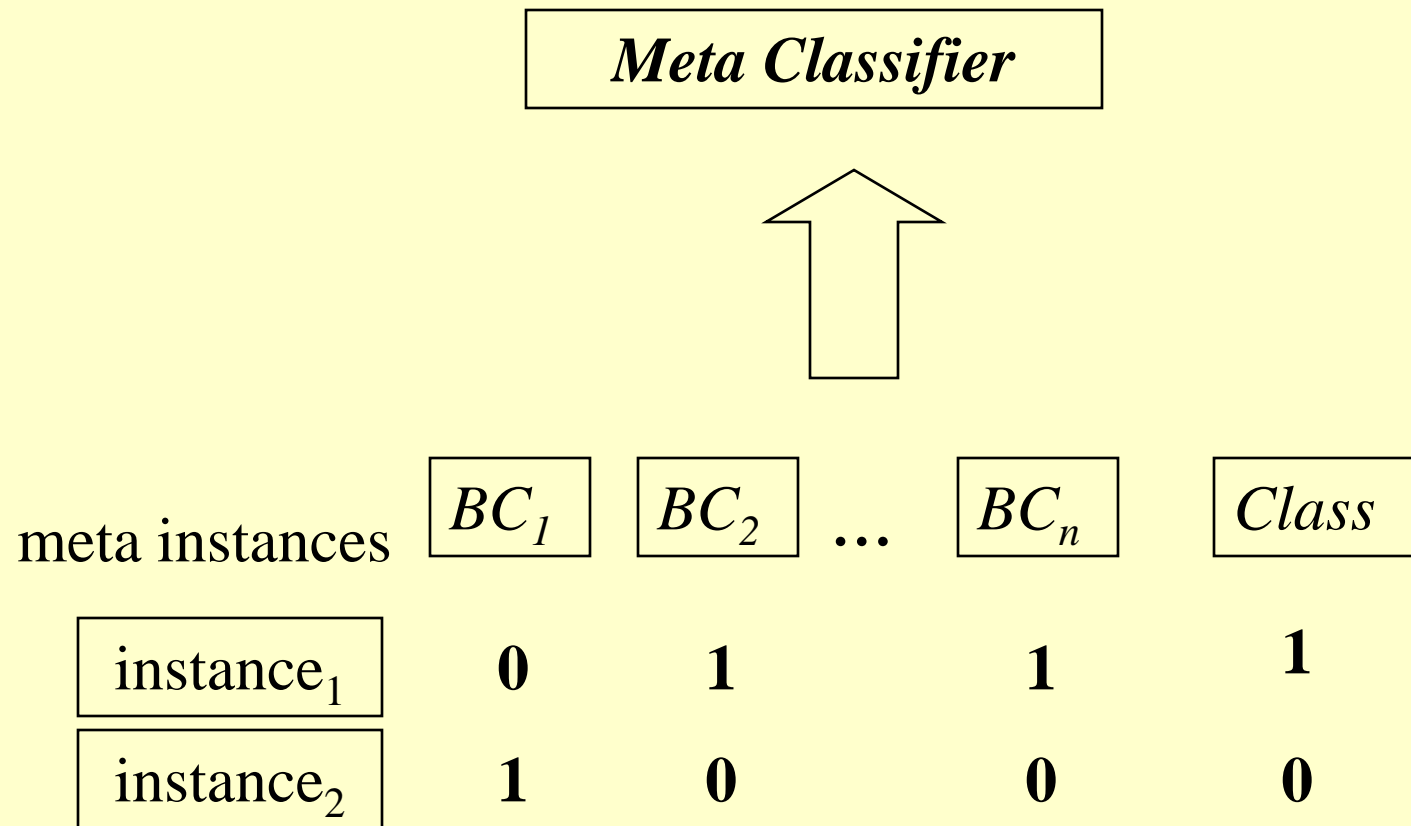 Meta Classifier
meta instances BC₁ BC₂ ... BCₙ Class
instance₁ 0 1 1 1
instance₂ 1 0 0 0